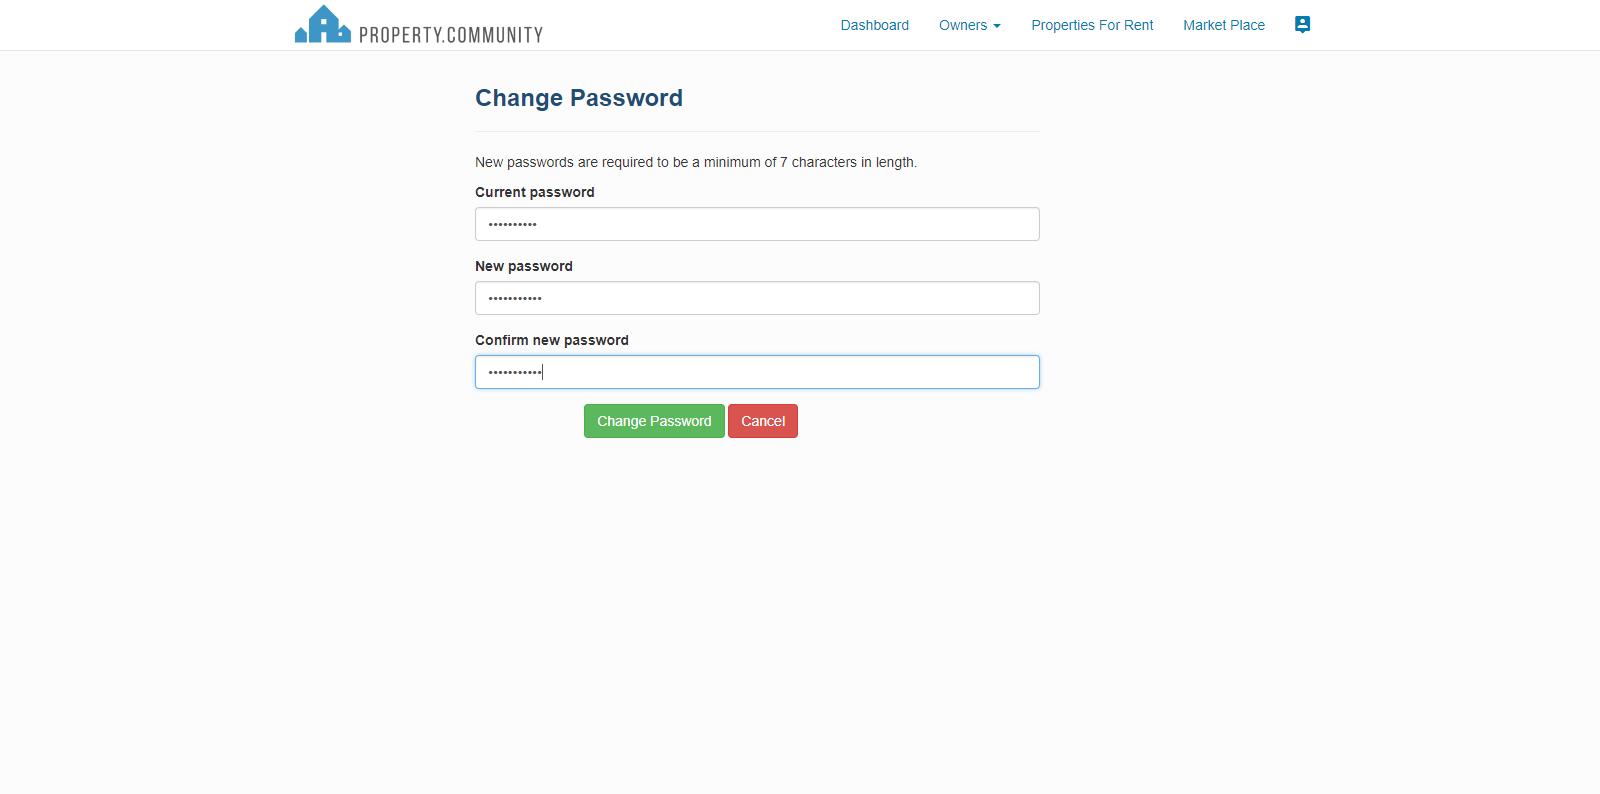 PROPERTY.COMMUNITY
Dashboard Owners Properties For Rent Market Place
Change Password
New passwords are required to be a minimum of 7 characters in length.
Current password
••••••••••
New password
•••••••••••
Confirm new password
•••••••••••
Change Password Cancel